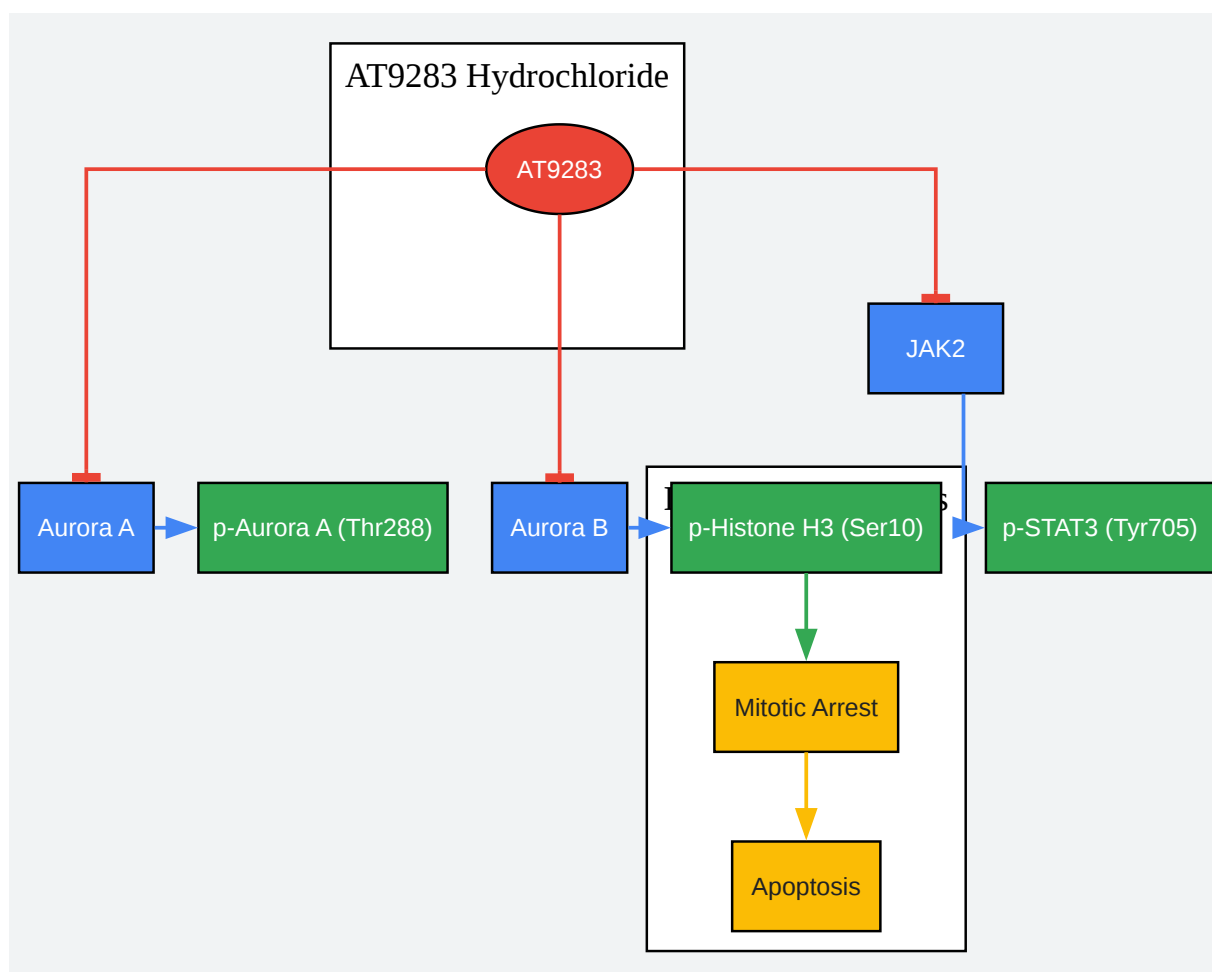 AT9283 Hydrochloride
AT9283
JAK2
Aurora A
p-Aurora A (Thr288)
Aurora B
p-Histone H3 (Ser10)
p-STAT3 (Tyr705)
Mitotic Arrest
Apoptosis